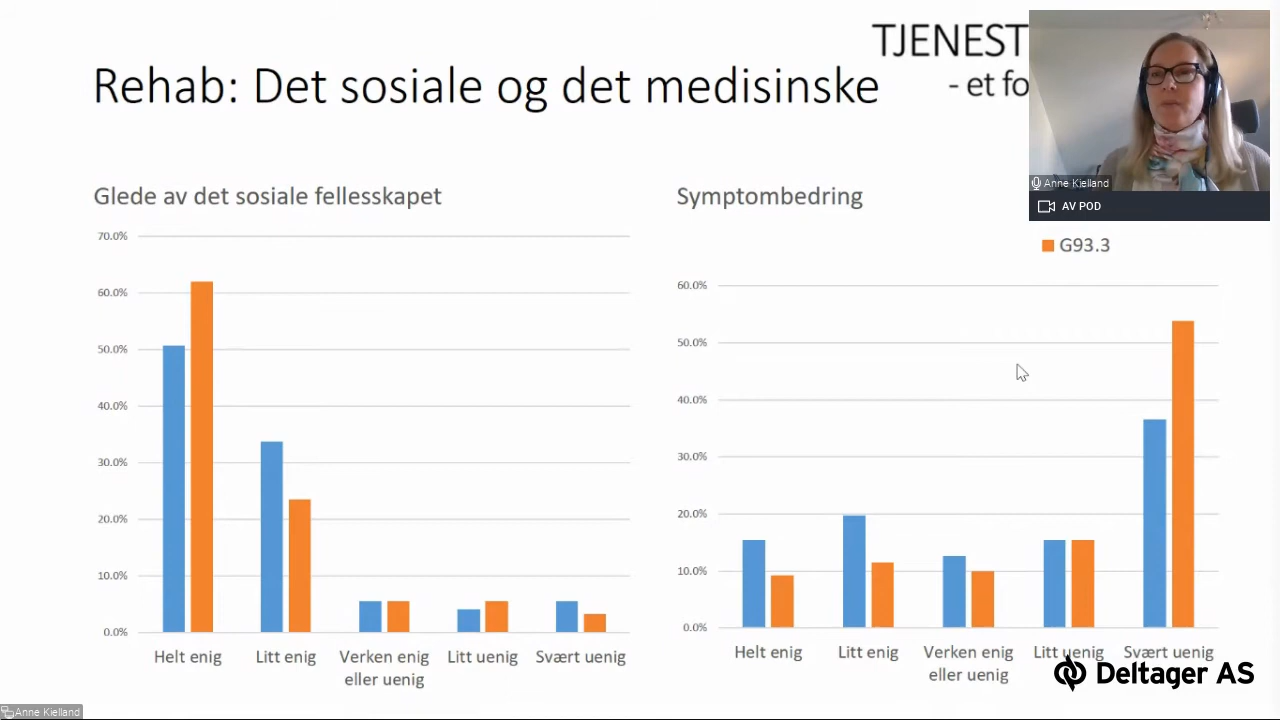 TJENEST
- et fo
Rehab: Det sosiale og det medisinske
Anne Kielland
AV POD
Glede av det sosiale fellesskapet
70.0%
60.0%
50.0%
40.0%
30.0%
20.0%
10.0%
0.0%
Helt enig
Litt enig
Verken enig
eller uenig
Litt uenig
Svært uenig
Symptombedring
G93.3
60.0%
50.0%
40.0%
30.0%
20.0%
10.0%
0.0%
Helt enig
Litt enig
Verken enig
eller uenig
Litt uenig
Svært uenig
Deltager AS
Anne Kielland